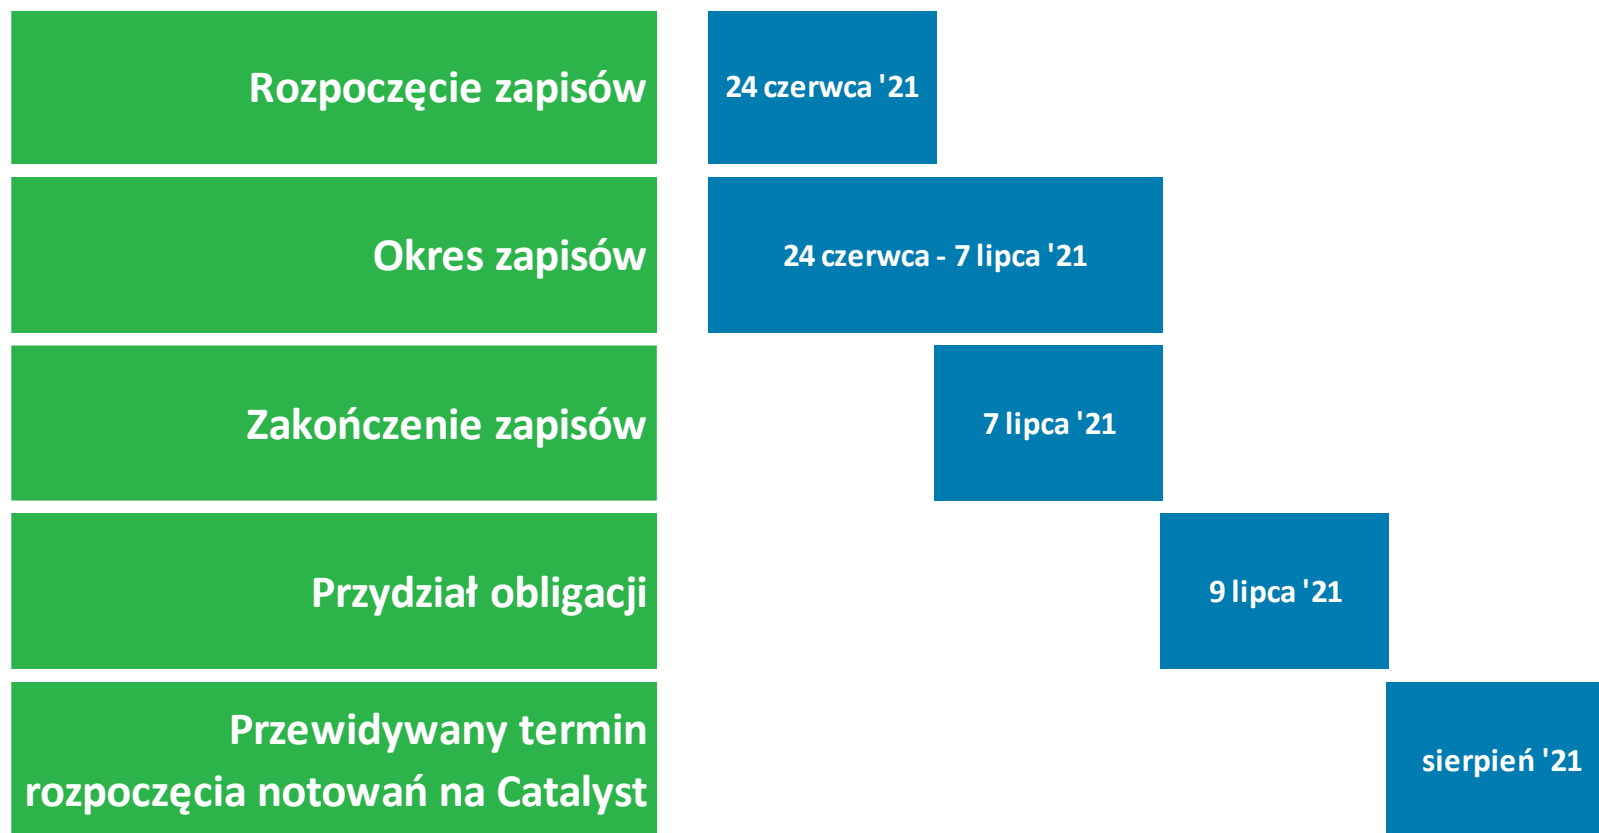 Rozpoczęcie zapisów
24 czerwca '21
Okres zapisów
24 czerwca - 7 lipca '21
Zakończenie zapisów
7 lipca '21
Przydział obligacji
9 lipca '21
Przewidywany termin
rozpoczęcia notowań na Catalyst
sierpień '21